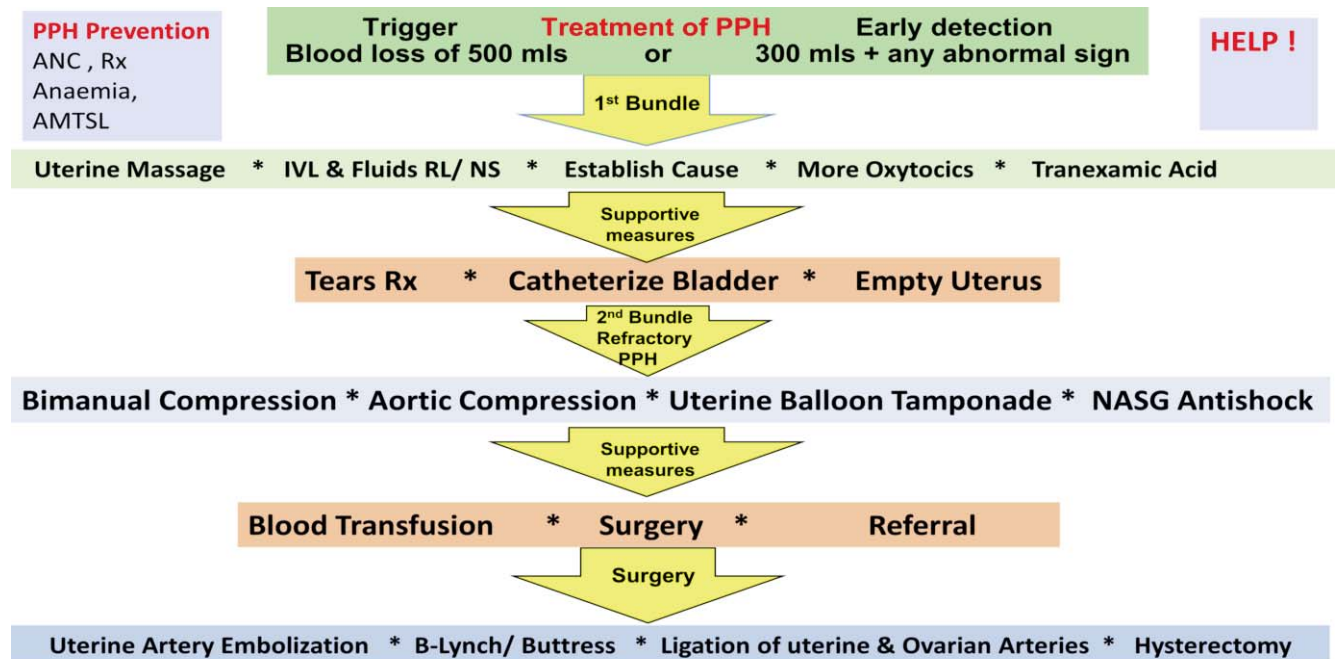 PPH Prevention
ANC , Rx
Anaemia,
AMTSL
Trigger Treatment of PPH Early detection
Blood loss of 500 mls or 300 mls + any abnormal sign
HELP !
1st Bundle
Uterine Massage * IVL & Fluids RL/ NS * Establish Cause * More Oxytocics * Tranexamic Acid
Supportive
measures
Tears Rx * Catheterize Bladder * Empty Uterus
2nd Bundle
Refractory
PPH
Bimanual Compression * Aortic Compression * Uterine Balloon Tamponade * NASG Antishock
Supportive
measures
Blood Transfusion * Surgery * Referral
Surgery
Uterine Artery Embolization * B-Lynch/ Buttress * Ligation of uterine & Ovarian Arteries * Hysterectomy